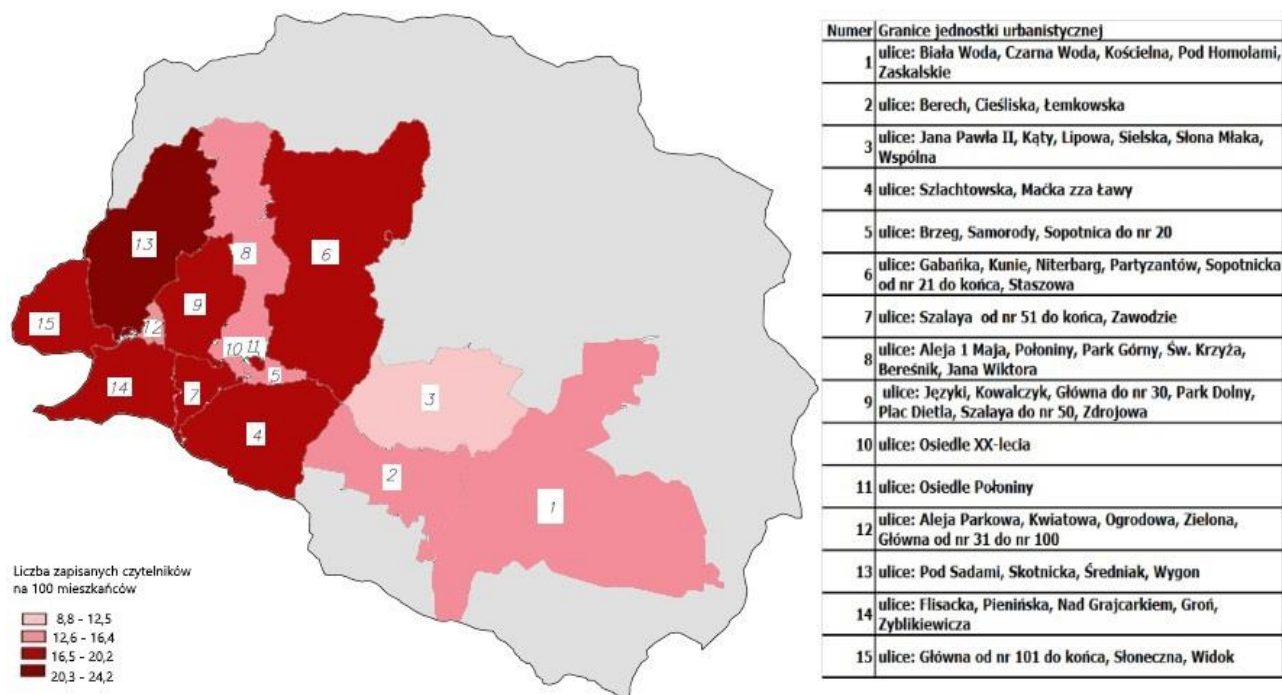 13
8
6
9
15
12
10
11
5
14
7
3
4
2
1
Liczba zapisanych czytelników
na 100 mieszkańców
8,8 - 12,5
12,6 - 16,4
16,5 - 20,2
20,3 - 24,2
Numer Granice jednostki urbanistycznej
1 ulice: Biała Woda, Czarna Woda, Kościelna, Pod Homolami,
Zaskalskie
2 ulice: Berech, Cieśliska, Łemkowska
3 ulice: Jana Pawła II, Kąty, Lipowa, Sielska, Słona Młaka,
Wspólna
4 ulice: Szlachtowska, Maćka zza Ławy
5 ulice: Brzeg, Samorody, Sopotnica do nr 20
6 ulice: Gabańka, Kunie, Niterbarg, Partyzantów, Sopotnicka
od nr 21 do końca, Staszowa
7 ulice: Szalaya od nr 51 do końca, Zawodzie
8 ulice: Aleja 1 Maja, Połoniny, Park Górny, Św. Krzyża,
Bereśnik, Jana Wiktora
9 ulice: Języki, Kowalczyk, Główna do nr 30, Park Dolny,
Plac Dietla, Szalaya do nr 50, Zdrojowa
10 ulice: Osiedle XX-lecia
11 ulice: Osiedle Połoniny
12 ulice: Aleja Parkowa, Kwiatowa, Ogrodowa, Zielona,
Główna od nr 31 do nr 100
13 ulice: Pod Sadami, Skotnicka, Średniak, Wygon
14 ulice: Flisacka, Pienińska, Nad Grajcarkiem, Groń,
Zyblikiewicza
15 ulice: Główna od nr 101 do końca, Słoneczna, Widok